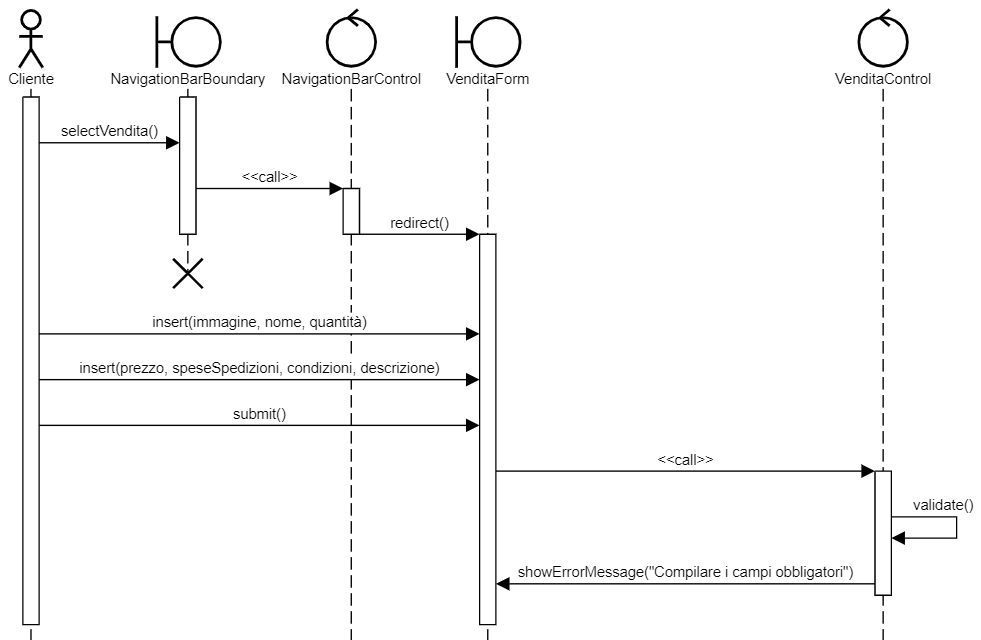 Cliente
NavigationBarBoundary
NavigationBarControl
VenditaForm
VenditaControl
selectVendita()
<<call>>
redirect()
insert(immagine, nome, quantità)
insert(prezzo, speseSpedizioni, condizioni, descrizione)
submit()
<<call>>
validate()
showErrorMessage("Compilare i campi obbligatori")